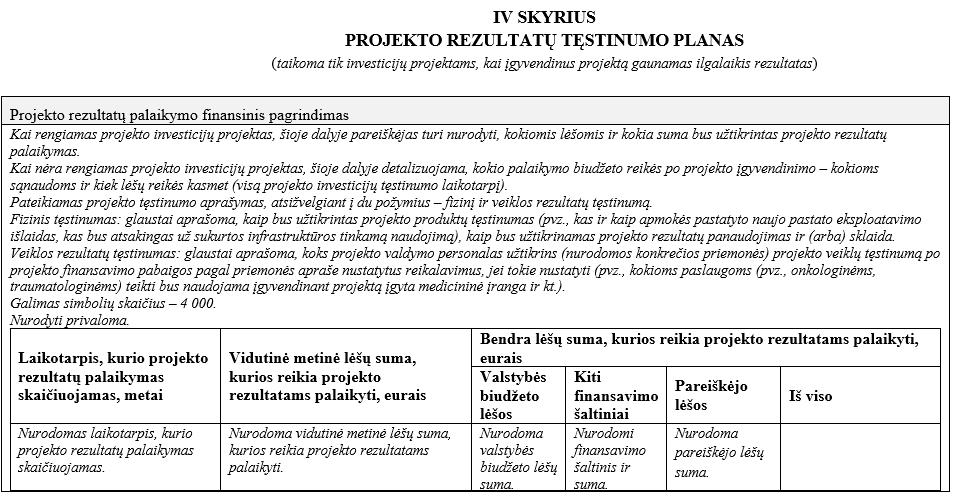 IV SKYRIUS
PROJEKTO REZULTATŲ TĘSTINUMO PLANAS
(taikoma tik investicijų projektams, kai įgyvendinus projektą gaunamas ilgalaikis rezultatas)
Projekto rezultatų palaikymo finansinis pagrindimas
Kai rengiamas projekto investicijų projektas, šioje dalyje pareiškėjas turi nurodyti, kokiomis lėšomis ir kokia suma bus užtikrintas projekto rezultatų
palaikymas.
Kai nėra rengiamas projekto investicijų projektas, šioje dalyje detalizuojama, kokio palaikymo biudžeto reikės po projekto įgyvendinimo – kokioms
sąnaudoms ir kiek lėšų reikės kasmet (visą projekto investicijų tęstinumo laikotarpį).
Pateikiamas projekto tęstinumo aprašymas, atsižvelgiant į du požymius – fizinį ir veiklos rezultatų tęstinumą.
Fizinis tęstinumas: glaustai aprašoma, kaip bus užtikrintas projekto produktų tęstinumas (pvz., kas ir kaip apmokės pastatyto naujo pastato eksploatavimo
išlaidas, kas bus atsakingas už sukurtos infrastruktūros tinkamą naudojimą), kaip bus užtikrinamas projekto rezultatų panaudojimas ir (arba) sklaida.
Veiklos rezultatų tęstinumas: glaustai aprašoma, koks projekto valdymo personalas užtikrins (nurodomos konkrečios priemonės) projekto veiklų tęstinumą po
projekto finansavimo pabaigos pagal priemonės apraše nustatytus reikalavimus, jei tokie nustatyti (pvz., kokioms paslaugoms (pvz., onkologinėms,
traumatologinėms) teikti bus naudojama įgyvendinant projektą įgyta medicininė įranga ir kt.).
Galimas simbolių skaičius – 4 000.
Nurodyti privaloma.
Laikotarpis, kurio projekto
rezultatų palaikymas
skaičiuojamas, metai
Vidutinė metinė lėšų suma,
kurios reikia projekto
rezultatams palaikyti, eurais
Bendra lėšų suma, kurios reikia projekto rezultatams palaikyti,
eurais
Valstybės
biudžeto
lėšos
Kiti
finansavimo
šaltiniai
Pareiškėjo
lėšos
Iš viso
Nurodomas laikotarpis, kurio
projekto rezultatų palaikymas
skaičiuojamas.
Nurodoma vidutinė metinė lėšų suma,
kurios reikia projekto rezultatams
palaikyti.
Nurodoma
valstybės
biudžeto lėšų
suma.
Nurodomi
finansavimo
šaltinis ir
suma.
Nurodoma
pareiškėjo lėšų
suma.